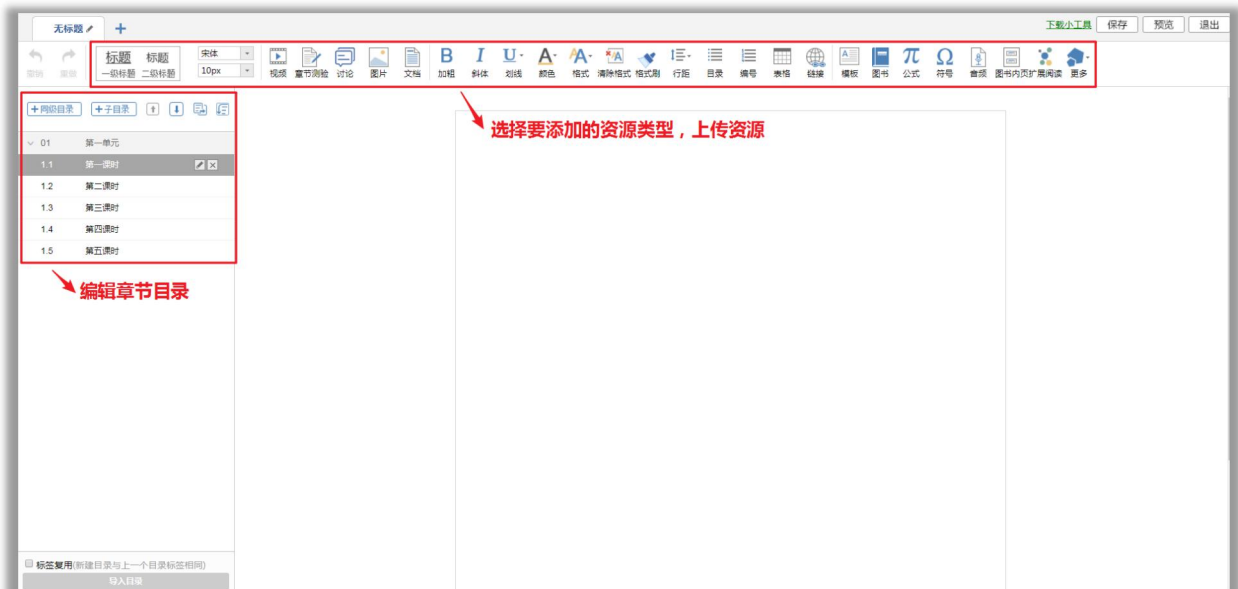 无标题
下载小工具 保存 预览 退出
撤销 重做 标题 标题 宋体
一级标题 二级标题 10px
视频 章节测验 讨论 图片 文档 B 加粗 I 斜体 U 划线 A 颜色 A 格式 清除格式 格式刷 行距 目录 编号 表格 链接 模板 图书 π 公式 Ω 符号 音频 图书内页 扩展阅读 更多
+同级目录 +子目录
选择要添加的资源类型，上传资源
01 第一单元
1.1 第一课时
1.2 第二课时
1.3 第三课时
1.4 第四课时
1.5 第五课时
编辑章节目录
标签复用(新建目录与上一个目录标签相同)
导入目录